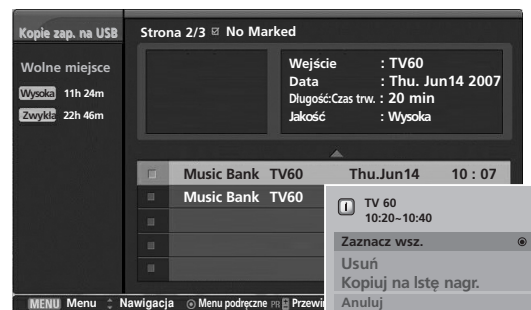 Kopie zap. na USB
Strona 2/3 ☑ No Marked
Wolne miejsce
Wysoka 11h 24m
Zwykła 22h 46m
Wejście : TV60
Data : Thu. Jun14 2007
Długość:Czas trw. : 20 min
Jakość : Wysoka
Music Bank TV60 Thu.Jun14 10 : 07
Music Bank TV60
TV 60
10:20~10:40
Zaznacz wsz.
Usuń
Kopiuj na lstę nagr.
Anuluj
MENU Menu Nawigacja Menu podręczne PR Przewi